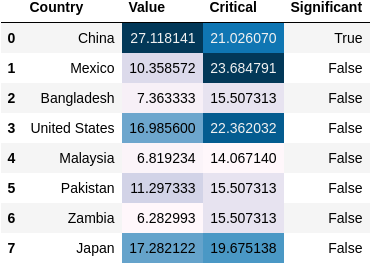 Country Value Critical Significant
0 China 27.118141 21.026070 True
1 Mexico 10.358572 23.684791 False
2 Bangladesh 7.363333 15.507313 False
3 United States 16.985600 22.362032 False
4 Malaysia 6.819234 14.067140 False
5 Pakistan 11.297333 15.507313 False
6 Zambia 6.282993 15.507313 False
7 Japan 17.282122 19.675138 False